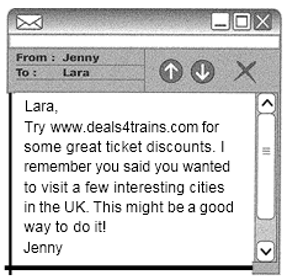 From : Jenny
To : Lara
Lara,
Try www.deals4trains.com for
some great ticket discounts. I
remember you said you wanted
to visit a few interesting cities
in the UK. This might be a good
way to do it!
Jenny